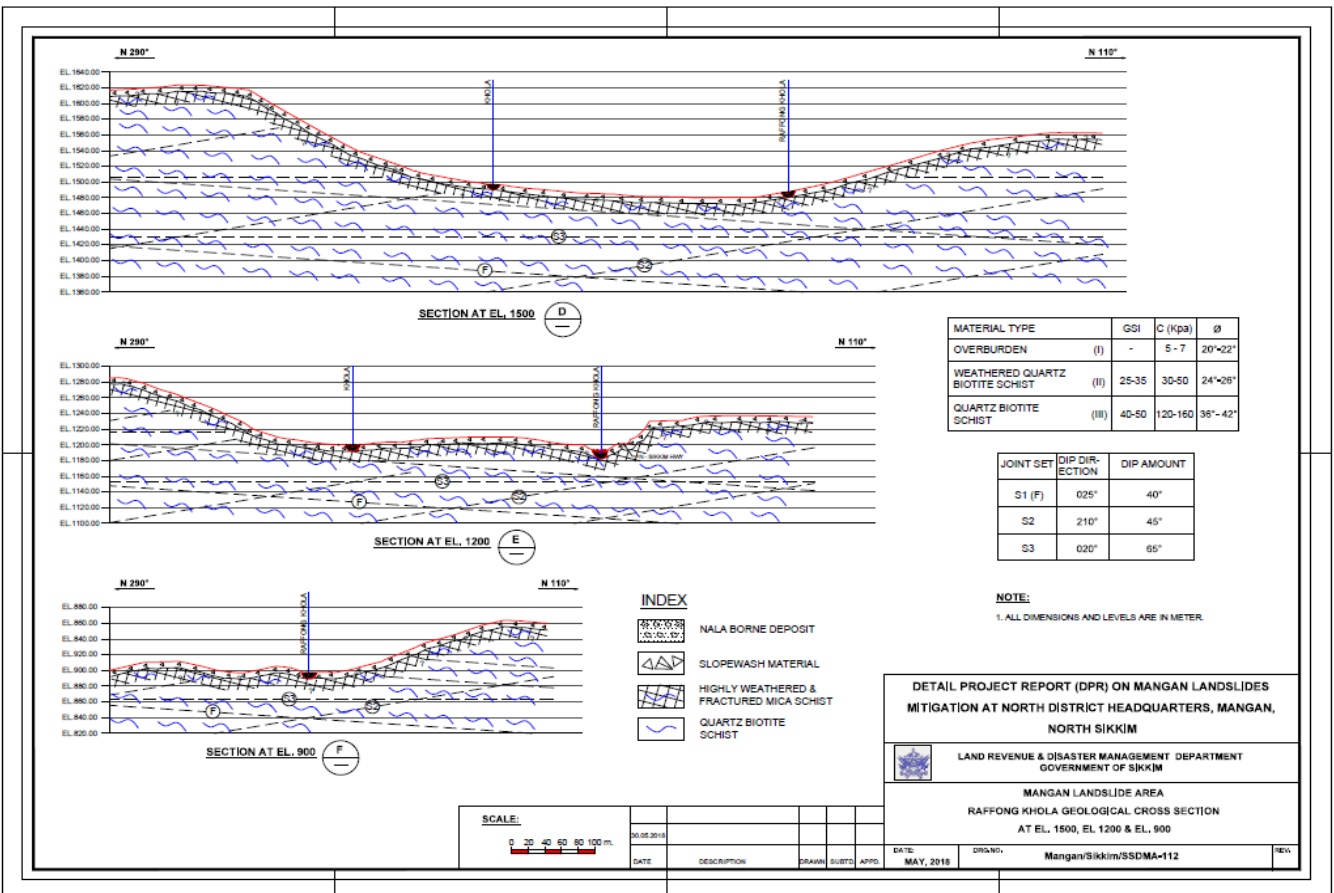 N 290°
N 110°
EL.1640.00
EL.1620.00
EL.1600.00
EL.1580.00
EL.1560.00
EL.1540.00
EL.1520.00
EL.1500.00
EL.1480.00
EL.1460.00
EL.1440.00
EL.1420.00
EL.1400.00
EL.1380.00
EL.1360.00
KHOLA
RAFFONG KHOLA
S3
S2
F
SECTION AT EL. 1500
D
N 290°
N 110°
EL.1300.00
EL.1280.00
EL.1260.00
EL.1240.00
EL.1220.00
EL.1200.00
EL.1180.00
EL.1160.00
EL.1140.00
EL.1120.00
EL.1100.00
KHOLA
RAFFONG KHOLA
N - SIKKIM HWY
S3
S2
F
SECTION AT EL. 1200
E
N 290°
N 110°
EL.880.00
EL.860.00
EL.840.00
EL.920.00
EL.900.00
EL.880.00
EL.860.00
EL.840.00
EL.820.00
RAFFONG KHOLA
S3
S2
F
SECTION AT EL. 900
F
MATERIAL TYPE GSI C (Kpa) Ø
OVERBURDEN (I) - 5 - 7 20°-22°
WEATHERED QUARTZ BIOTITE SCHIST (II) 25-35 30-50 24°-26°
QUARTZ BIOTITE SCHIST (III) 40-50 120-160 36°- 42°
JOINT SET DIP DIR-ECTION DIP AMOUNT
S1 (F) 025° 40°
S2 210° 45°
S3 020° 65°
INDEX
NALA BORNE DEPOSIT
SLOPEWASH MATERIAL
HIGHLY WEATHERED &
FRACTURED MICA SCHIST
QUARTZ BIOTITE
SCHIST
NOTE:
1. ALL DIMENSIONS AND LEVELS ARE IN METER.
DETAIL PROJECT REPORT (DPR) ON MANGAN LANDSLIDES
MITIGATION AT NORTH DISTRICT HEADQUARTERS, MANGAN,
NORTH SIKKIM
LAND REVENUE & DISASTER MANAGEMENT DEPARTMENT
GOVERNMENT OF SIKKIM
MANGAN LANDSLIDE AREA
RAFFONG KHOLA GEOLOGICAL CROSS SECTION
AT EL. 1500, EL 1200 & EL. 900
SCALE:
0 20 40 60 80 100 m.
30.05.2018
DATE DESCRIPTION DRAWN SUBTD. APPD.
DATE: MAY, 2018
DRG.NO. Mangan/Sikkim/SSDMA-112
REV.